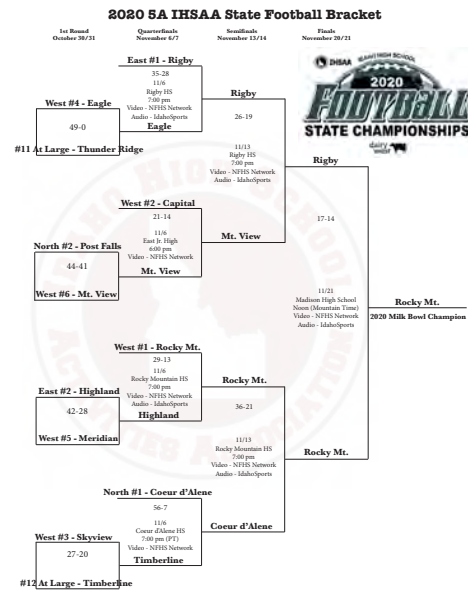 2020 5A IHSAA State Football Bracket
1st Round
October 30/31
Quarterfinals
November 6/7
Semifinals
November 13/14
Finals
November 20/21
IHSAA
IDAHO HIGH SCHOOL
2020
FOOTBALL
STATE CHAMPIONSHIPS
dairy west
East #1 - Rigby
35-28
11/6
Rigby HS
7:00 pm
Video - NFHS Network
Audio - IdahoSports
Eagle
West #4 - Eagle
49-0
#11 At Large - Thunder Ridge
Rigby
26-19
11/13
Rigby HS
7:00 pm
Video - NFHS Network
Audio - IdahoSports
West #2 - Capital
21-14
11/6
East Jr. High
6:00 pm
Video - NFHS Network
Mt. View
North #2 - Post Falls
44-41
West #6 - Mt. View
Mt. View
Rigby
17-14
11/21
Madison High School
Noon (Mountain Time)
Video - NFHS Network
Audio - IdahoSports
Rocky Mt.
2020 Milk Bowl Champion
West #1 - Rocky Mt.
29-13
11/6
Rocky Mountain HS
7:00 pm
Video - NFHS Network
Audio - IdahoSports
Highland
East #2 - Highland
42-28
West #5 - Meridian
Rocky Mt.
36-21
11/13
Rocky Mountain HS
7:00 pm
Video - NFHS Network
Audio - IdahoSports
Rocky Mt.
North #1 - Coeur d'Alene
56-7
11/6
Coeur d'Alene HS
7:00 pm (PT)
Video - NFHS Network
Timberline
Coeur d'Alene
West #3 - Skyview
27-20
#12 At Large - Timberline
IDAHO HIGH SCHOOL ACTIVITIES ASSOCIATION